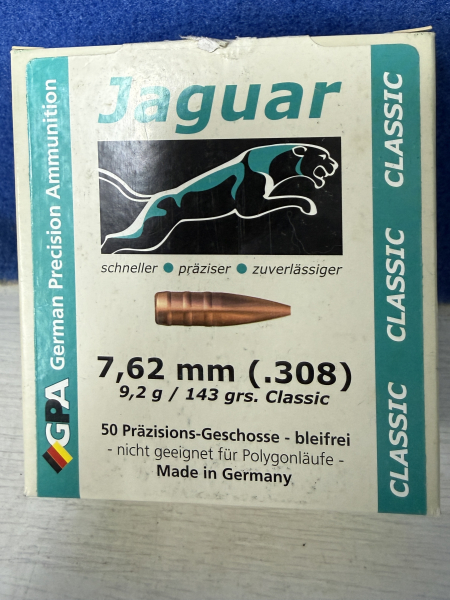 Jaguar
schneller ● präziser ● zuverlässiger
7,62 mm (.308)
9,2 g / 143 grs. Classic
50 Präzisions-Geschosse - bleifrei
- nicht geeignet für Polygonläufe -
Made in Germany
GPA German Precision Ammunition
CLASSIC CLASSIC CLASSIC